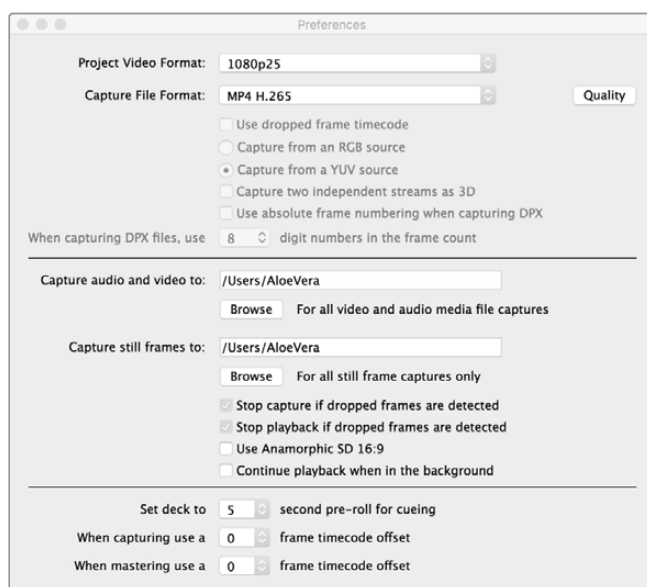 Preferences
Project Video Format: 1080p25
Capture File Format: MP4 H.265 Quality
Use dropped frame timecode
Capture from an RGB source
Capture from a YUV source
Capture two independent streams as 3D
Use absolute frame numbering when capturing DPX
When capturing DPX files, use 8 digit numbers in the frame count
Capture audio and video to: /Users/AloeVera
Browse For all video and audio media file captures
Capture still frames to: /Users/AloeVera
Browse For all still frame captures only
Stop capture if dropped frames are detected
Stop playback if dropped frames are detected
Use Anamorphic SD 16:9
Continue playback when in the background
Set deck to 5 second pre-roll for cueing
When capturing use a 0 frame timecode offset
When mastering use a 0 frame timecode offset